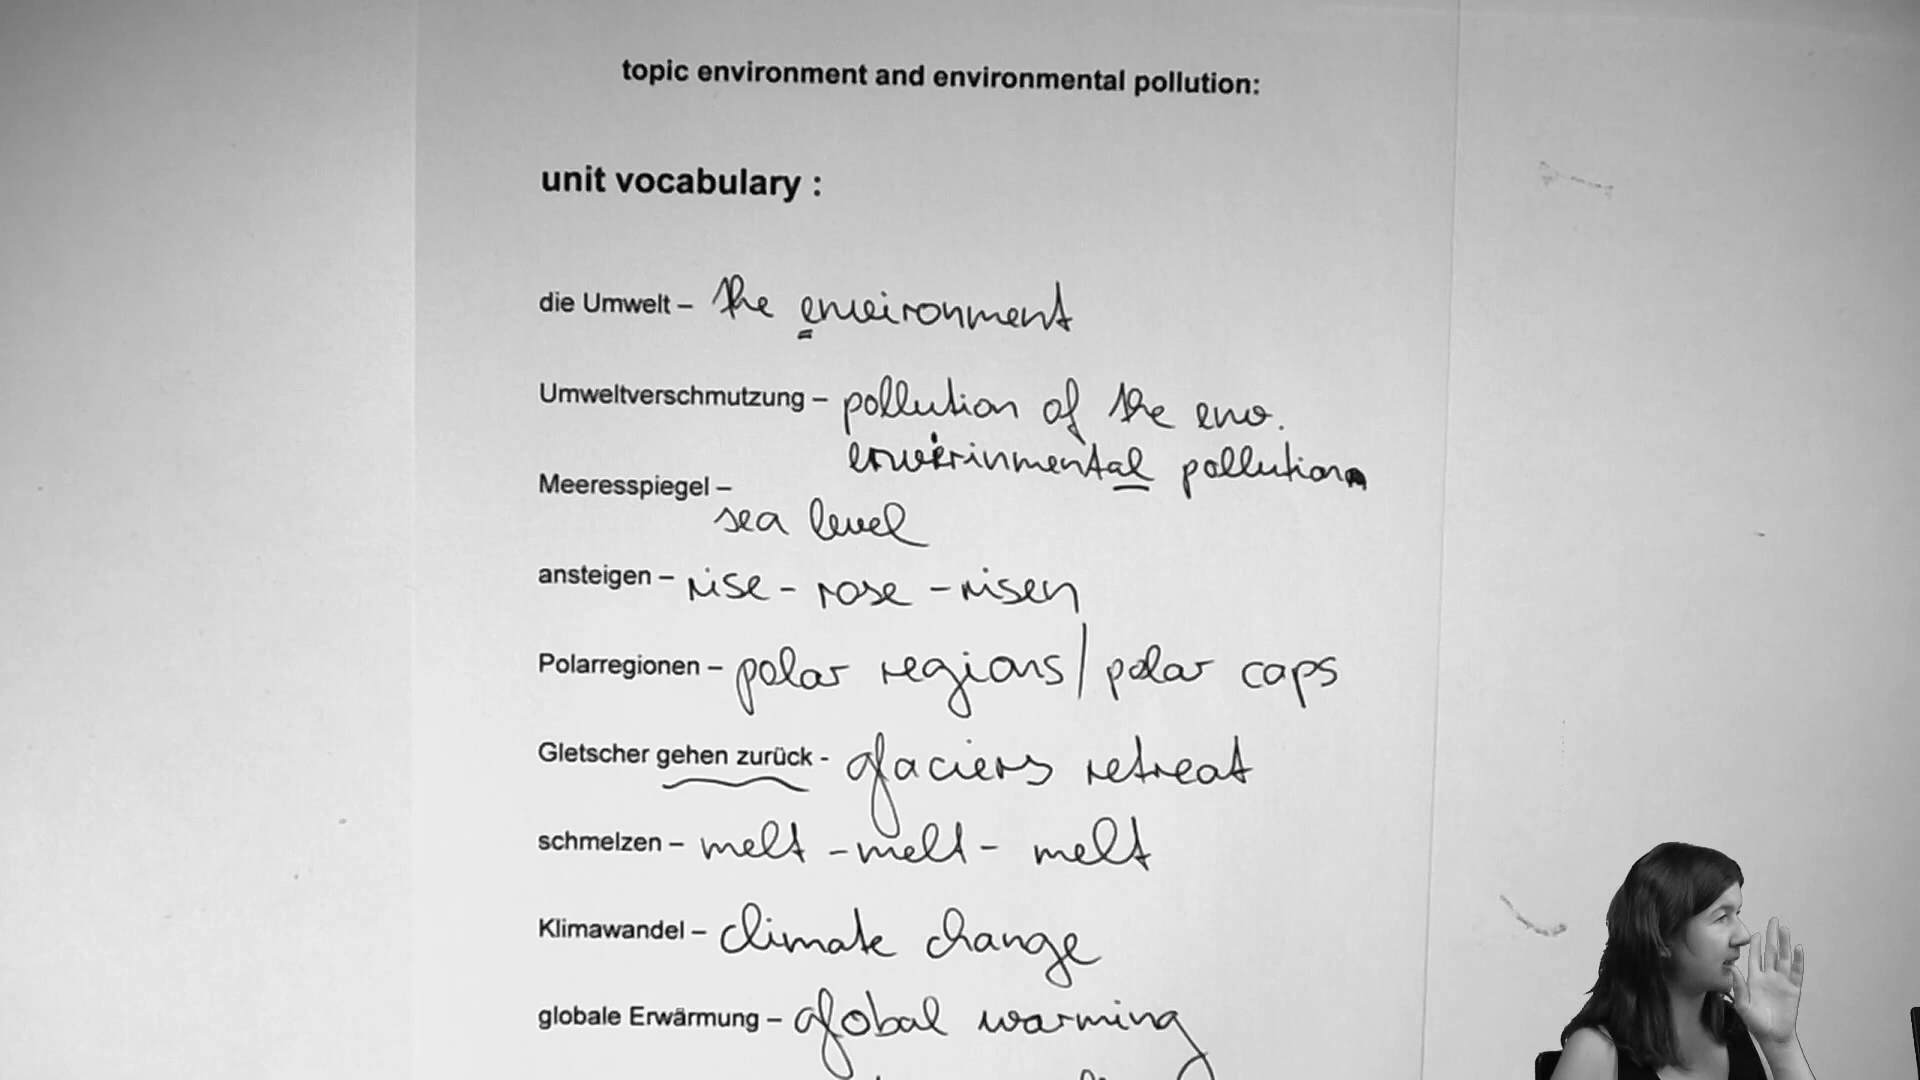 topic environment and environmental pollution:
unit vocabulary :
die Umwelt – the environment
Umweltverschmutzung – pollution of the env.
envirinmental pollution
Meeresspiegel –
sea level
ansteigen – rise - rose - risen
Polarregionen – polar regions / polar caps
Gletscher gehen zurück - glaciers retreat
schmelzen – melt - melt - melt
Klimawandel – climate change
globale Erwärmung – global warming